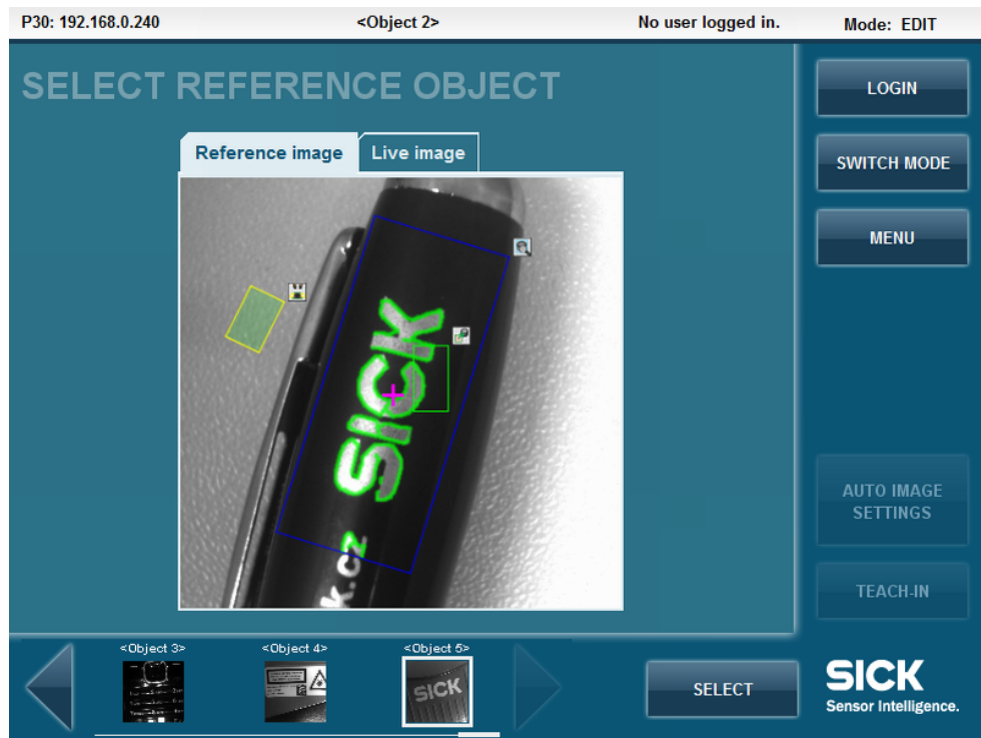 P30: 192.168.0.240 <Object 2> No user logged in. Mode: EDIT
SELECT REFERENCE OBJECT
LOGIN
Reference image Live image
SWITCH MODE
MENU
SICK
k.cz
AUTO IMAGE
SETTINGS
TEACH-IN
<Object 3> <Object 4> <Object 5>
SICK
SELECT
SICK
Sensor Intelligence.